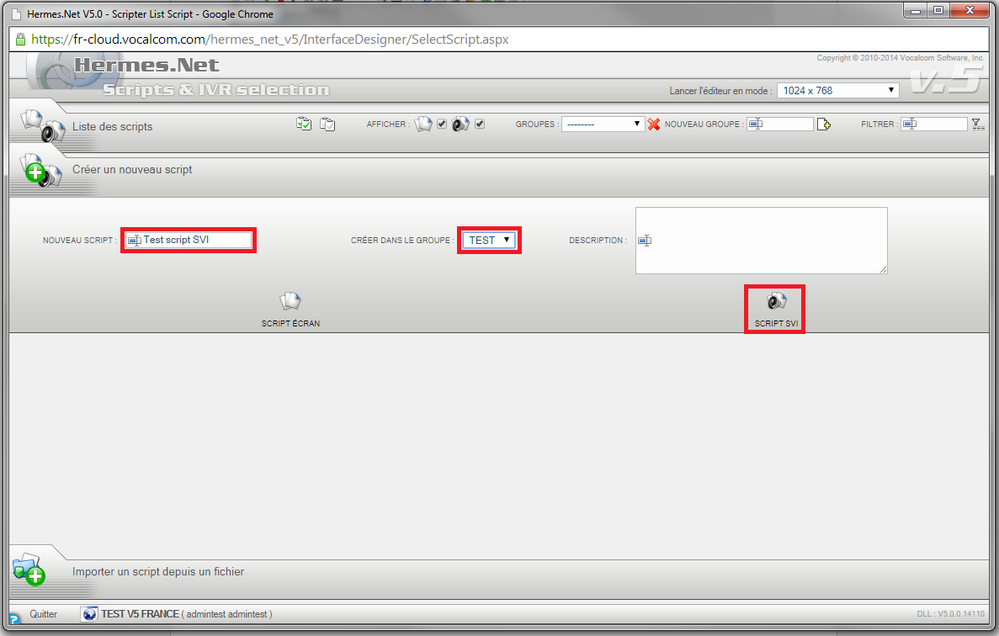 Hermes.Net V5.0 - Scripter List Script - Google Chrome
https://fr-cloud.vocalcom.com/hermes_net_v5/InterfaceDesigner/SelectScript.aspx
Hermes.Net
Copyright © 2010-2014 Vocalcom Software, Inc.
Scripts & IVR selection
Lancer l'éditeur en mode : 1024 x 768
v.5
Liste des scripts AFFICHER : GROUPES : -------- NOUVEAU GROUPE : FILTRER :
Créer un nouveau script
NOUVEAU SCRIPT : Test script SVI CRÉER DANS LE GROUPE : TEST DESCRIPTION :
SCRIPT ÉCRAN SCRIPT SVI
Importer un script depuis un fichier
? Quitter TEST V5 FRANCE ( admintest admintest ) DLL : V5.0.0.14110